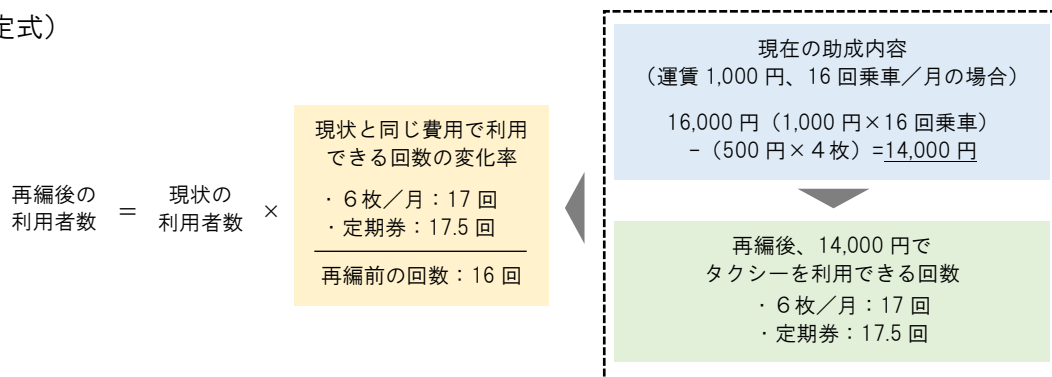 定式）
再編後の
利用者数
＝
現状の
利用者数
×
現状と同じ費用で利用
できる回数の変化率
・６枚／月：17 回
・定期券：17.5 回
再編前の回数：16 回
現在の助成内容
（運賃 1,000 円、16 回乗車／月の場合）
16,000 円（1,000 円×16 回乗車）
－（500 円×４枚）=14,000 円
再編後、14,000 円で
タクシーを利用できる回数
・６枚／月：17 回
・定期券：17.5 回